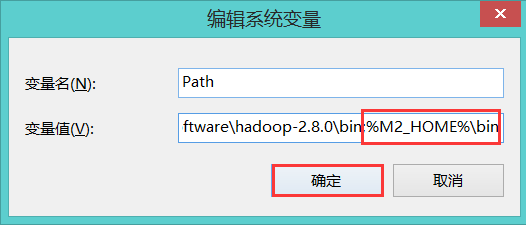 编辑系统变量
变量名(N):
Path
变量值(V):
ftware\hadoop-2.8.0\bin;%M2_HOME%\bin
确定
取消